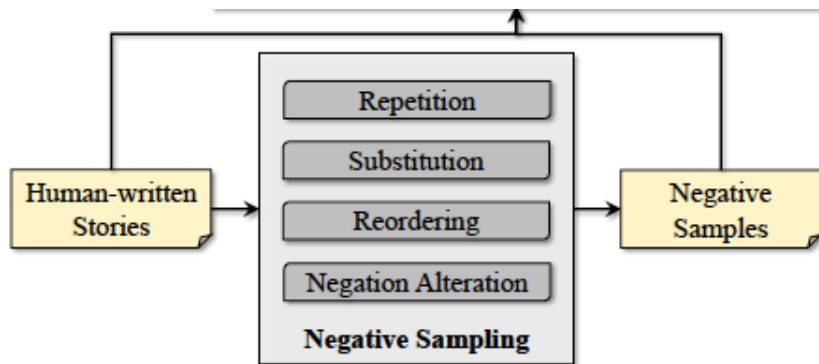 Repetition
Substitution
Human-written
Stories
Reordering
Negative
Samples
Negation Alteration
Negative Sampling